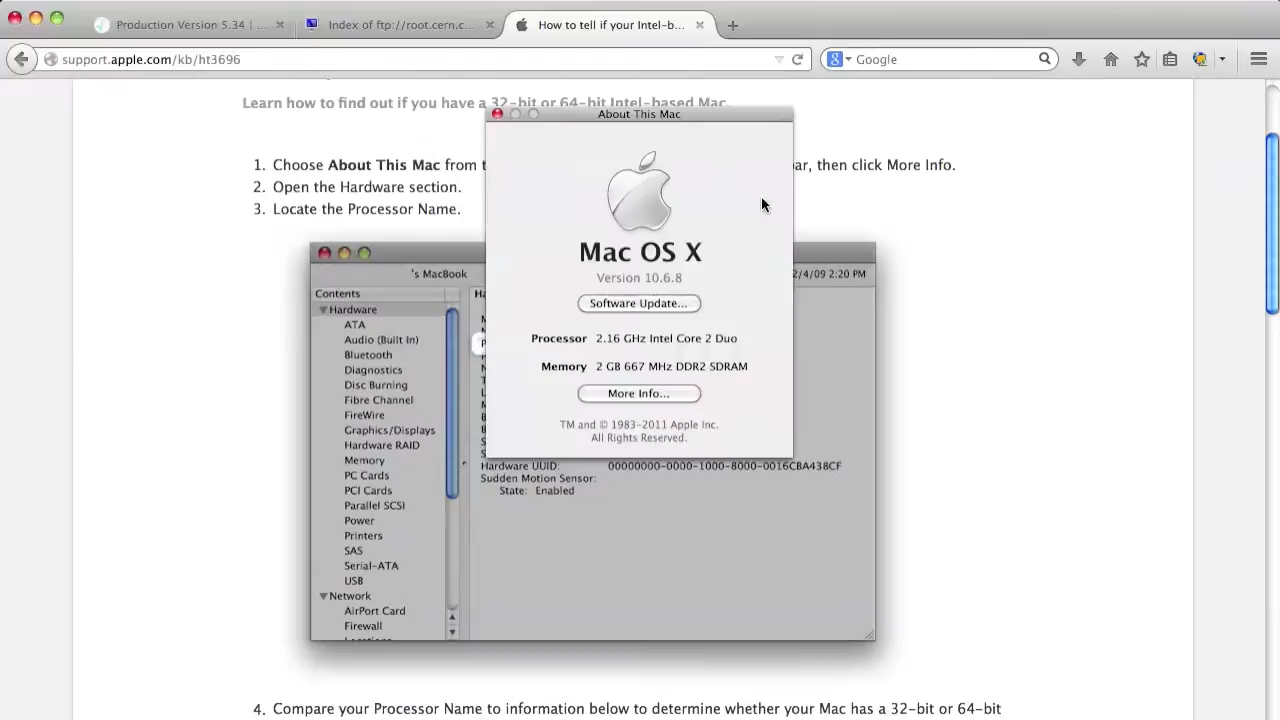 Production Version 5.34 | ...
Index of ftp://root.cern.c...
How to tell if your Intel-b...
support.apple.com/kb/ht3696
Google
Learn how to find out if you have a 32-bit or 64-bit Intel-based Mac.
About This Mac
1. Choose About This Mac from t
ar, then click More Info.
2. Open the Hardware section.
3. Locate the Processor Name.
Mac OS X
Version 10.6.8
Software Update...
Processor 2.16 GHz Intel Core 2 Duo
Memory 2 GB 667 MHz DDR2 SDRAM
More Info...
TM and © 1983-2011 Apple Inc.
All Rights Reserved.
's MacBook
2/4/09 2:20 PM
Contents
Ha
Hardware
ATA
Audio (Built In)
Bluetooth
Diagnostics
Disc Burning
Fibre Channel
FireWire
Graphics/Displays
Hardware RAID
Memory
PC Cards
PCI Cards
Parallel SCSI
Power
Printers
SAS
Serial-ATA
USB
Network
AirPort Card
Firewall
Hardware UUID: 00000000-0000-1000-8000-0016CBA438CF
Sudden Motion Sensor:
State: Enabled
4. Compare your Processor Name to information below to determine whether your Mac has a 32-bit or 64-bit